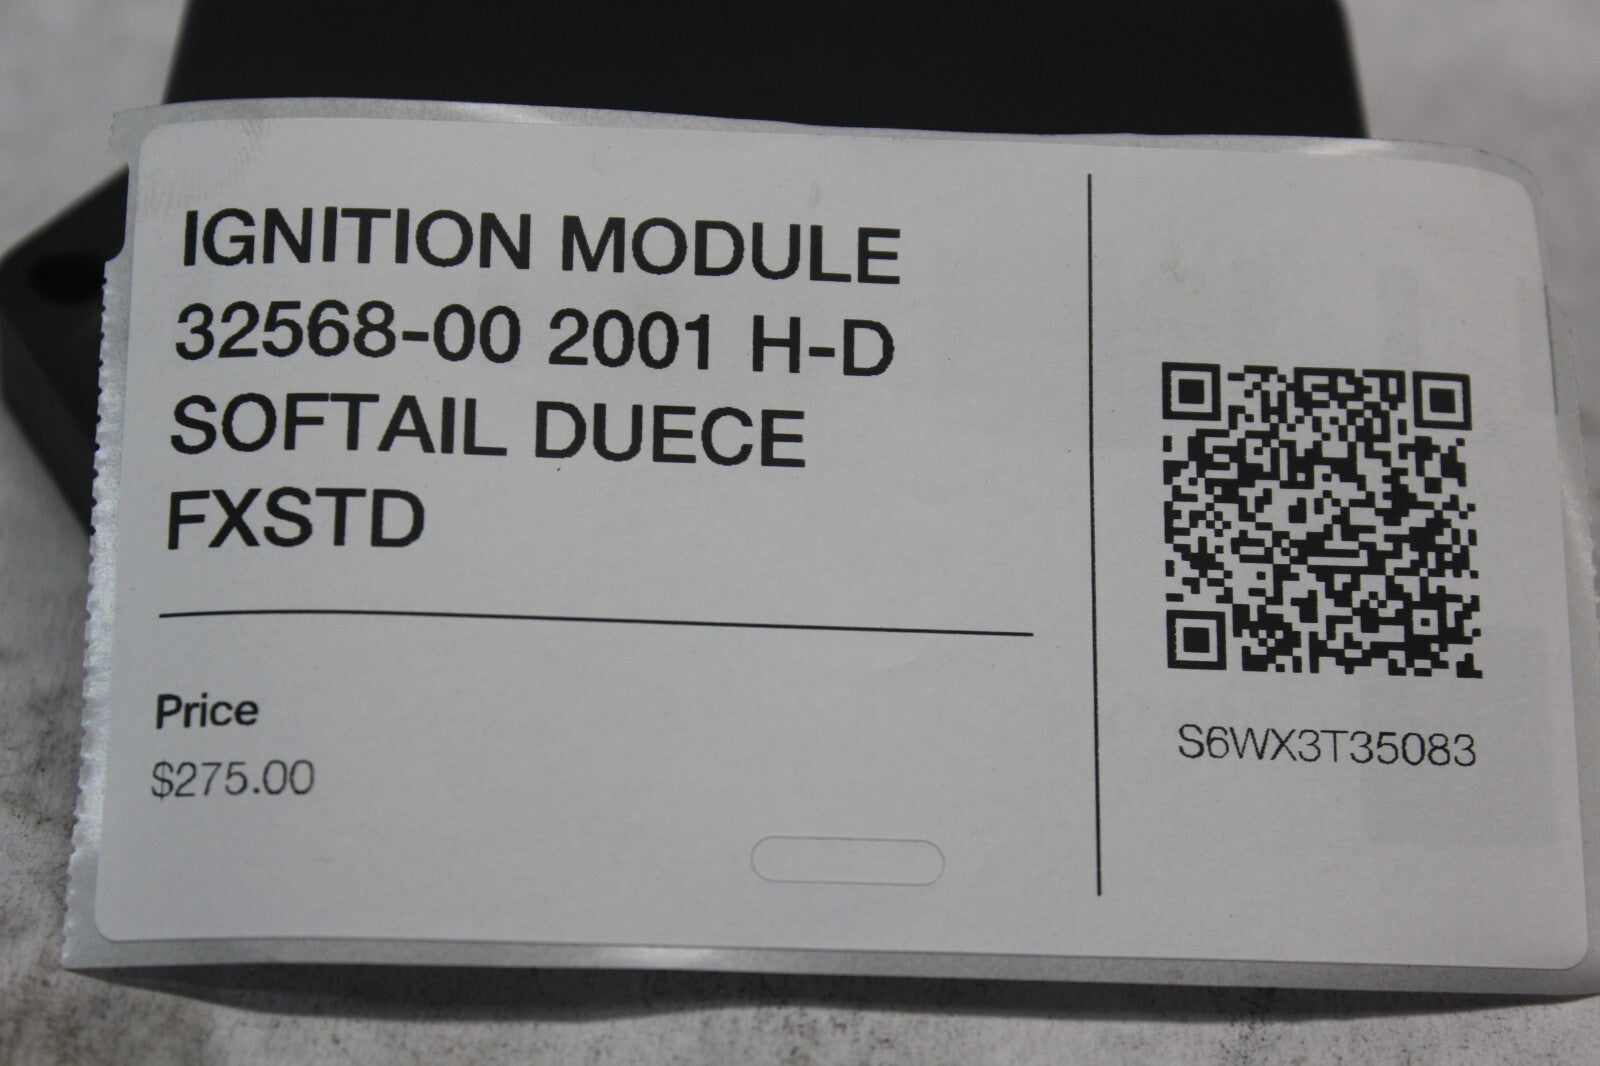 IGNITION MODULE
32568-00 2001 H-D
SOFTAIL DUECE
FXSTD
Price
$275.00
S6WX3T35083